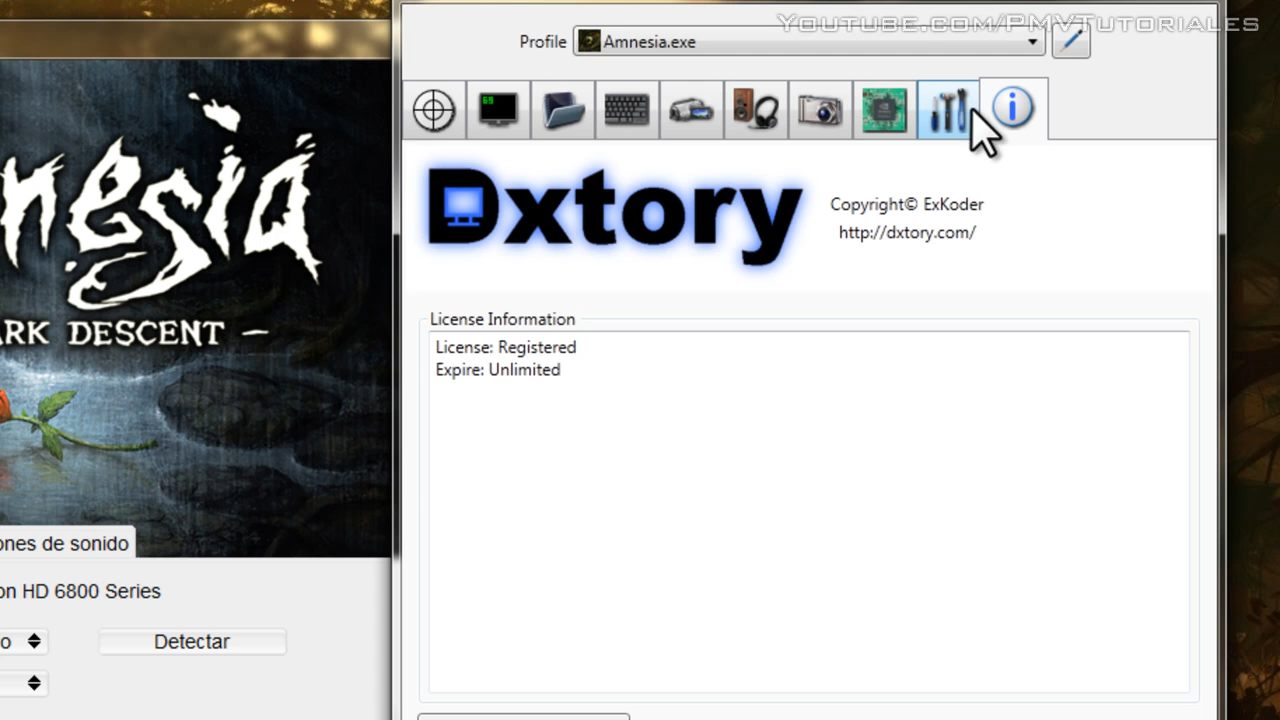 Youtube.com/PMVTutoriales
Profile
Amnesia.exe
69
nesia
ARK DESCENT –
ones de sonido
on HD 6800 Series
o
Detectar
Dxtory
Copyright© ExKoder
http://dxtory.com/
License Information
License: Registered
Expire: Unlimited